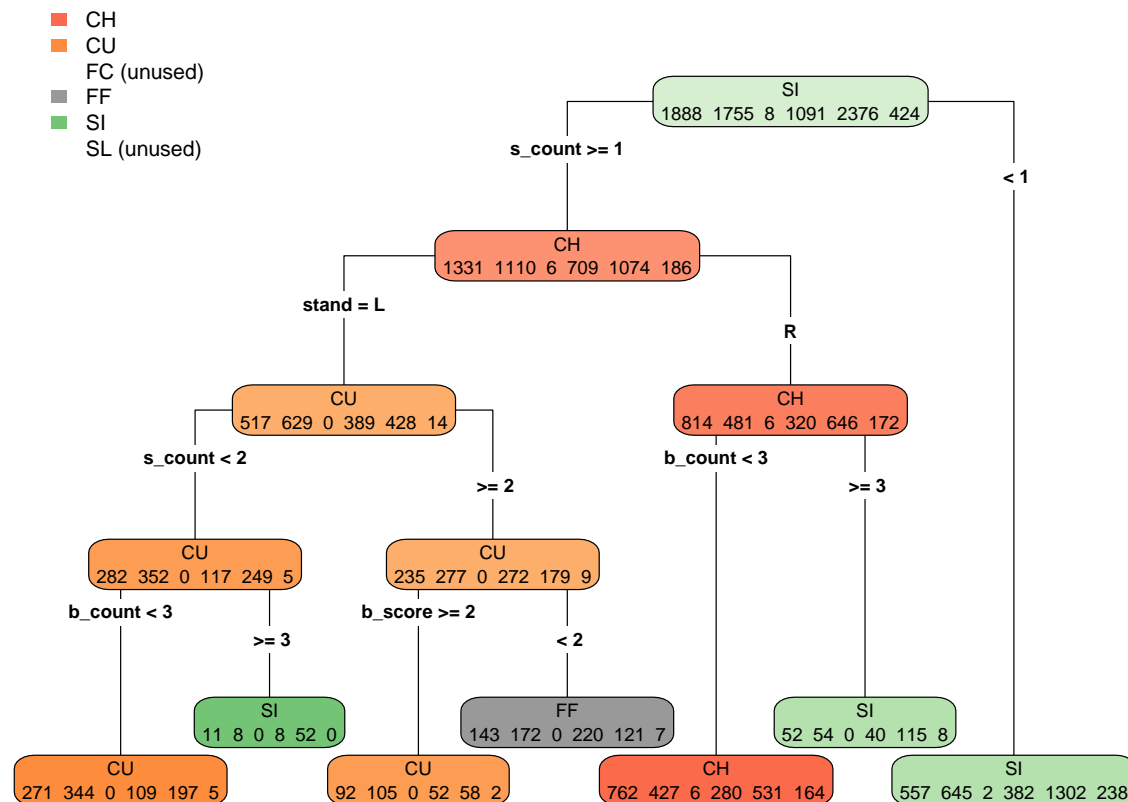 CH
CU
FC (unused)
FF
SI
SL (unused)
SI
1888 1755 8 1091 2376 424
s_count >= 1
< 1
CH
1331 1110 6 709 1074 186
stand = L
R
CU
517 629 0 389 428 14
CH
814 481 6 320 646 172
s_count < 2
>= 2
b_count < 3
>= 3
CU
282 352 0 117 249 5
CU
235 277 0 272 179 9
b_count < 3
>= 3
b_score >= 2
< 2
SI
11 8 0 8 52 0
FF
143 172 0 220 121 7
SI
52 54 0 40 115 8
CU
271 344 0 109 197 5
CU
92 105 0 52 58 2
CH
762 427 6 280 531 164
SI
557 645 2 382 1302 238